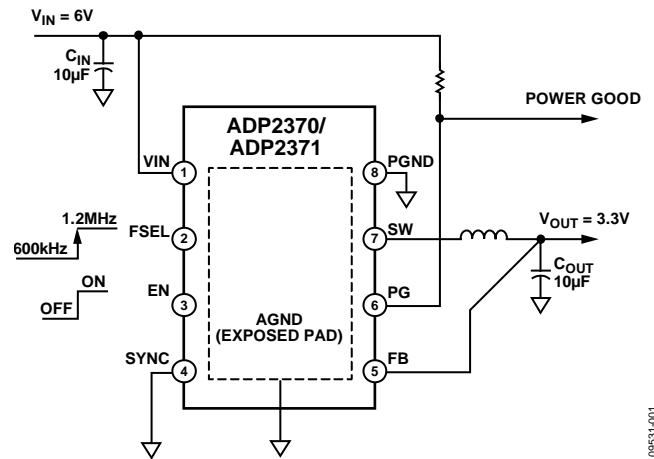 VIN = 6V
CIN
10µF
POWER GOOD
ADP2370/
ADP2371
VIN
1
8
PGND
1.2MHz
600kHz
FSEL
2
7
SW
VOUT = 3.3V
COUT
10µF
ON
OFF
EN
3
6
PG
AGND
(EXPOSED PAD)
SYNC
4
5
FB
09531-001